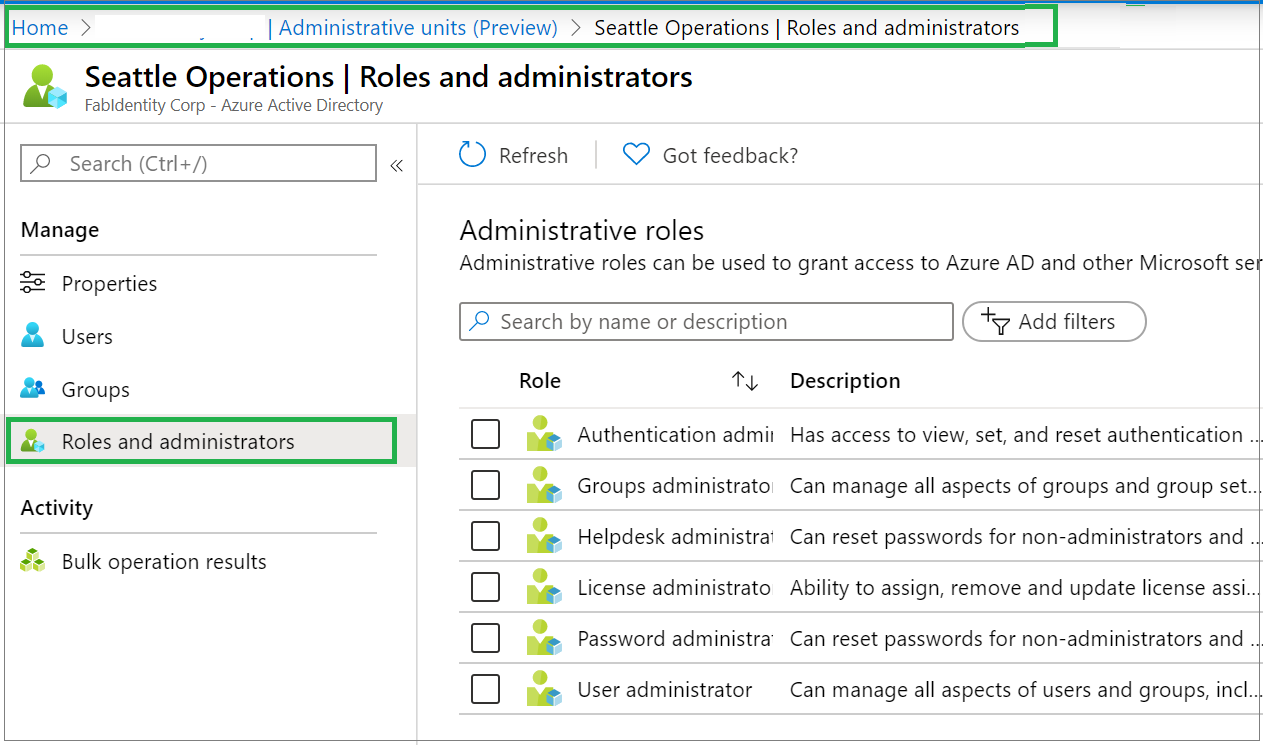 Home > | Administrative units (Preview) > Seattle Operations | Roles and administrators
Seattle Operations | Roles and administrators
FabIdentity Corp - Azure Active Directory
Search (Ctrl+/) «
Refresh | Got feedback?
Manage
Properties
Users
Groups
Roles and administrators
Activity
Bulk operation results
Administrative roles
Administrative roles can be used to grant access to Azure AD and other Microsoft ser
Search by name or description
Add filters
Role ↑↓ Description
Authentication admin Has access to view, set, and reset authentication ...
Groups administrator Can manage all aspects of groups and group set...
Helpdesk administrat Can reset passwords for non-administrators and ...
License administrator Ability to assign, remove and update license assi...
Password administrat Can reset passwords for non-administrators and ...
User administrator Can manage all aspects of users and groups, incl...